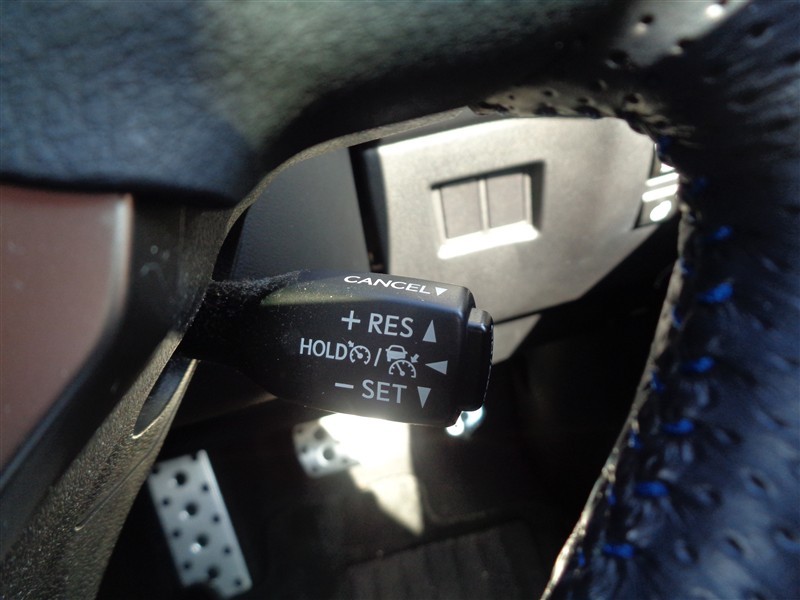 CANCEL▼
+ RES ▲
HOLD /
− SET ▼